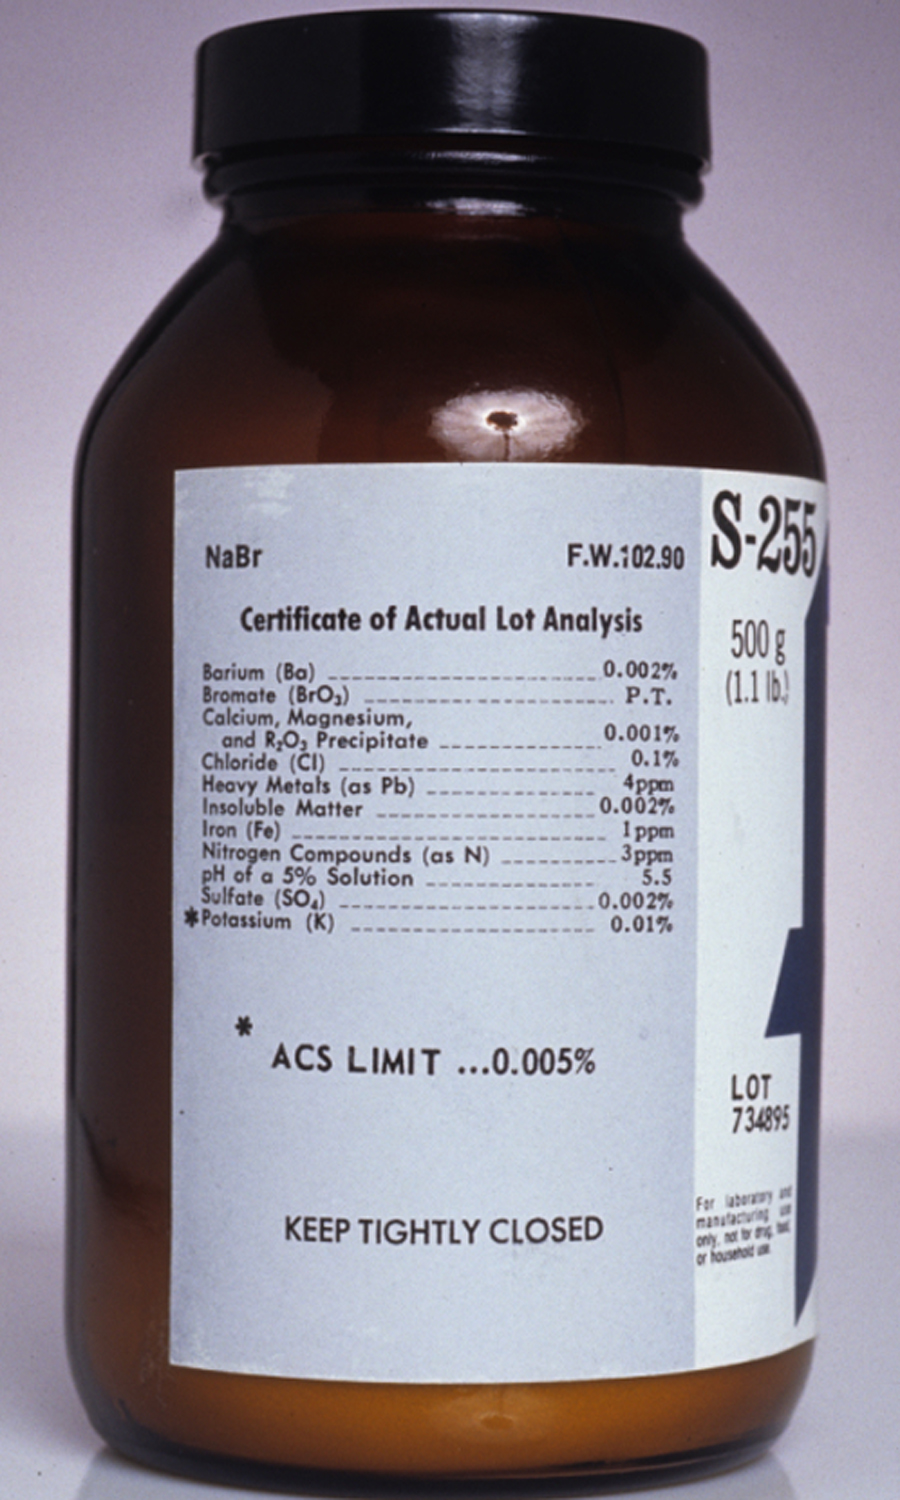 NaBr F.W.102.90
Certificate of Actual Lot Analysis
Barium (Ba) 0.002%
Bromate (BrO₃) P.T.
Calcium, Magnesium,
and R₂O₃ Precipitate 0.001%
Chloride (Cl) 0.1%
Heavy Metals (as Pb) 4ppm
Insoluble Matter 0.002%
Iron (Fe) 1ppm
Nitrogen Compounds (as N) 3ppm
pH of a 5% Solution 5.5
Sulfate (SO₄) 0.002%
*Potassium (K) 0.01%
*
ACS LIMIT ...0.005%
KEEP TIGHTLY CLOSED
S-255
500 g
(1.1 lb.)
LOT
734895
For laboratory and
manufacturing use
only, not for drug, food,
or household use.